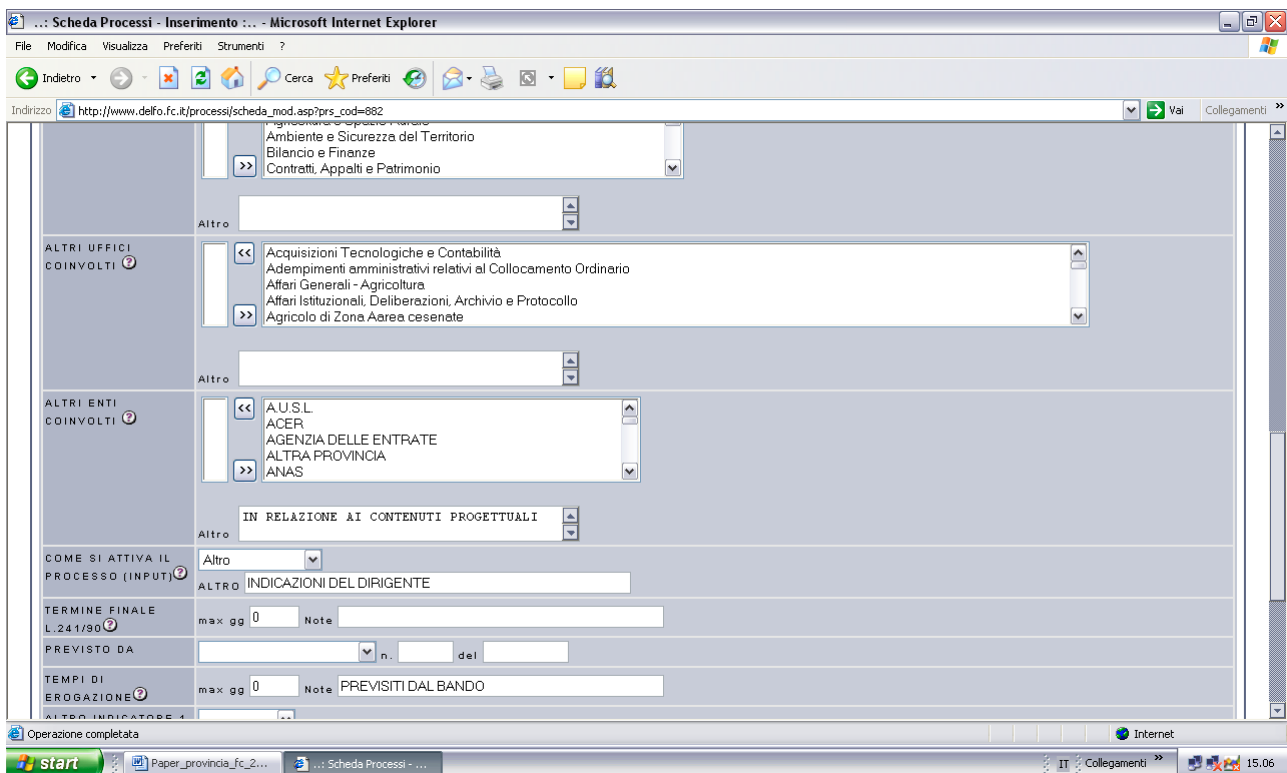 ..: Scheda Processi - Inserimento :.. - Microsoft Internet Explorer
File Modifica Visualizza Preferiti Strumenti ?
Indietro Cerca Preferiti
Indirizzo http://www.delfo.fc.it/processi/scheda_mod.asp?prs_cod=882 Vai Collegamenti »
Ambiente e Sicurezza del Territorio
Bilancio e Finanze
>> Contratti, Appalti e Patrimonio
Altro
ALTRI UFFICI COINVOLTI ?
<< Acquisizioni Tecnologiche e Contabilità
Adempimenti amministrativi relativi al Collocamento Ordinario
Affari Generali - Agricoltura
Affari Istituzionali, Deliberazioni, Archivio e Protocollo
>> Agricolo di Zona Aarea cesenate
Altro
ALTRI ENTI COINVOLTI ?
<< A.U.S.L.
ACER
AGENZIA DELLE ENTRATE
ALTRA PROVINCIA
>> ANAS
Altro IN RELAZIONE AI CONTENUTI PROGETTUALI
COME SI ATTIVA IL PROCESSO (INPUT) ?
Altro
ALTRO INDICAZIONI DEL DIRIGENTE
TERMINE FINALE L.241/90 ?
max gg 0 Note
PREVISTO DA n. del
TEMPI DI EROGAZIONE ?
max gg 0 Note PREVISITI DAL BANDO
ALTRO INDICATORE 1
Operazione completata Internet
start Paper_provincia_fc_2... ..: Scheda Processi - ... IT Collegamenti » 15.06